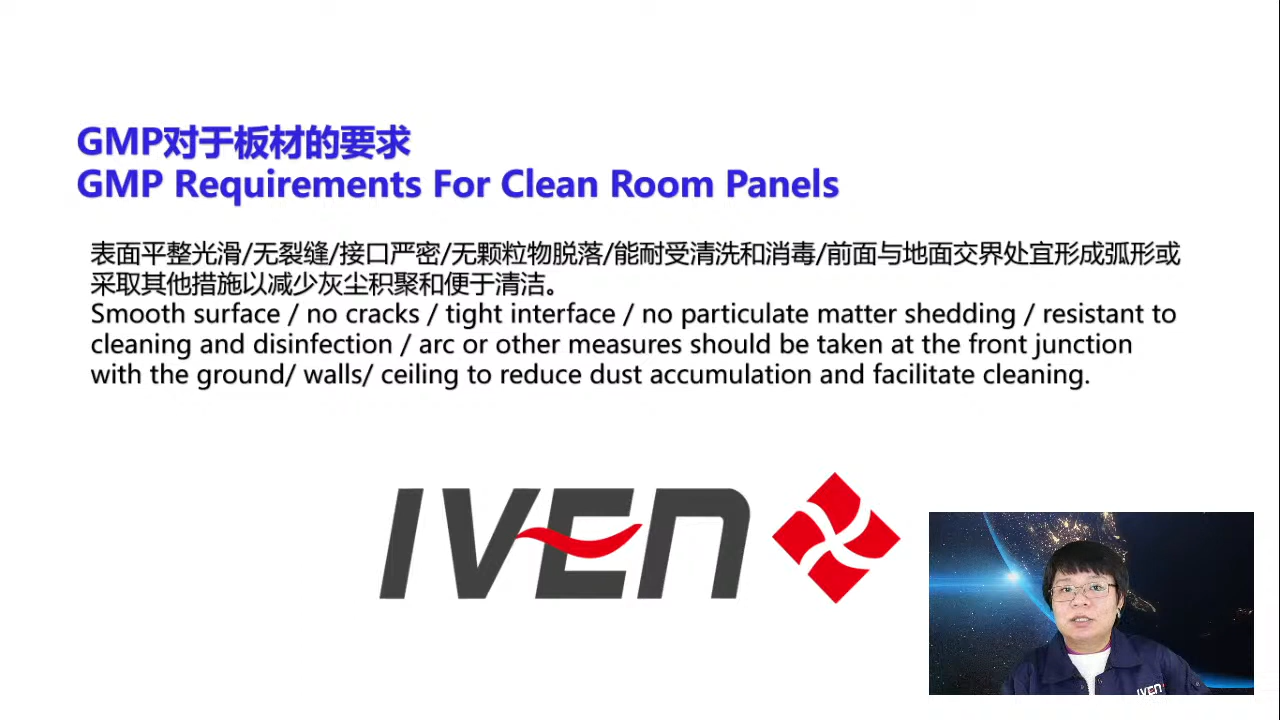 GMP对于板材的要求
GMP Requirements For Clean Room Panels
表面平整光滑/无裂缝/接口严密/无颗粒物脱落/能耐受清洗和消毒/前面与地面交界处宜形成弧形或
采取其他措施以减少灰尘积聚和便于清洁。
Smooth surface / no cracks / tight interface / no particulate matter shedding / resistant to
cleaning and disinfection / arc or other measures should be taken at the front junction
with the ground/ walls/ ceiling to reduce dust accumulation and facilitate cleaning.
IVEN
IVEN